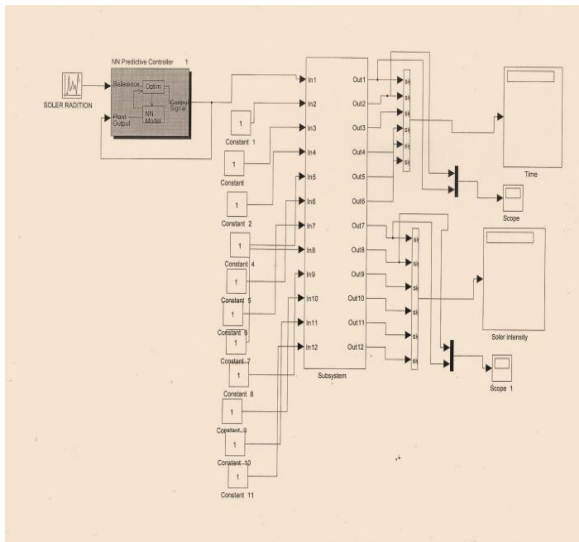 NN Predictive Controller 1
Reference
Optim
Control
Signal
Plant
Output
NN
Model
SOLER RADITION
1
Constant 1
1
Constant
1
Constant 2
1
Constant 4
1
Constant 5
1
Constant 6
1
Constant 7
1
Constant 8
1
Constant 9
1
Constant 10
1
Constant 11
In1
In2
In3
In4
In5
In6
In7
In8
In9
In10
In11
In12
Out1
Out2
Out3
Out4
Out5
Out6
Out7
Out8
Out9
Out10
Out11
Out12
Subsystem
Time
Scope
Soler intensity
Scope 1